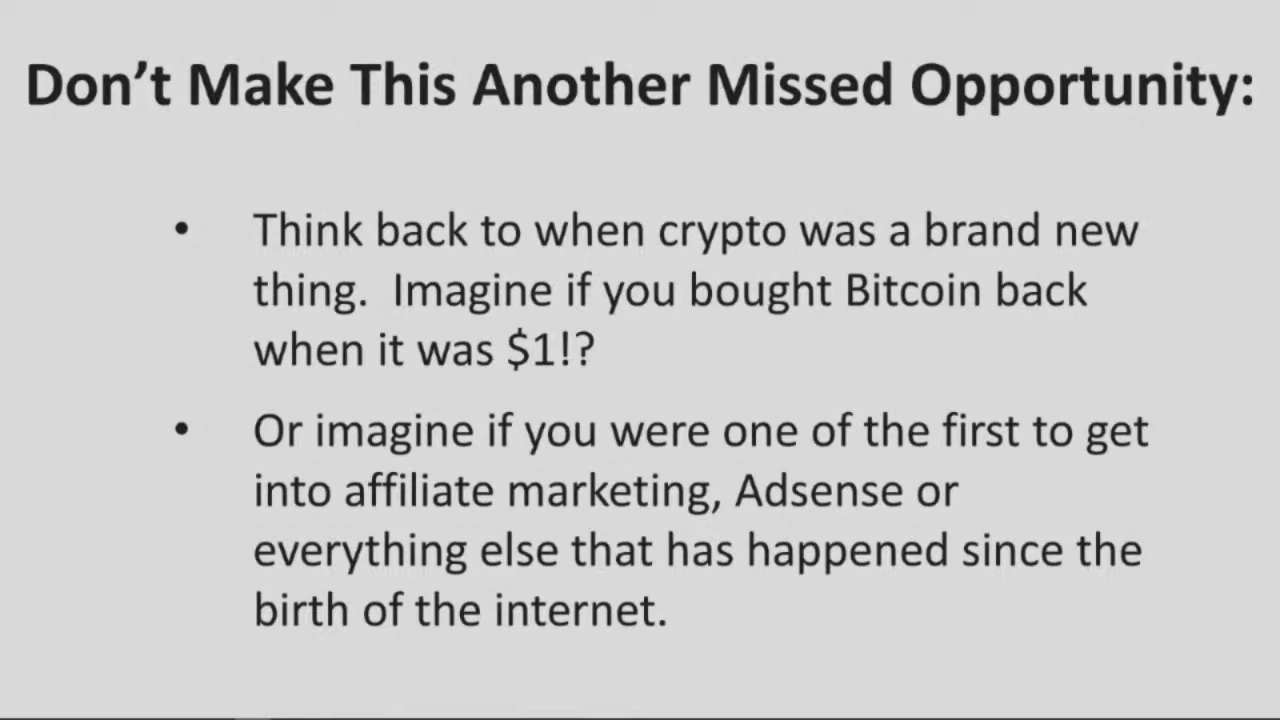 Don't Make This Another Missed Opportunity:
• Think back to when crypto was a brand new
thing.  Imagine if you bought Bitcoin back
when it was $1!?
• Or imagine if you were one of the first to get
into affiliate marketing, Adsense or
everything else that has happened since the
birth of the internet.